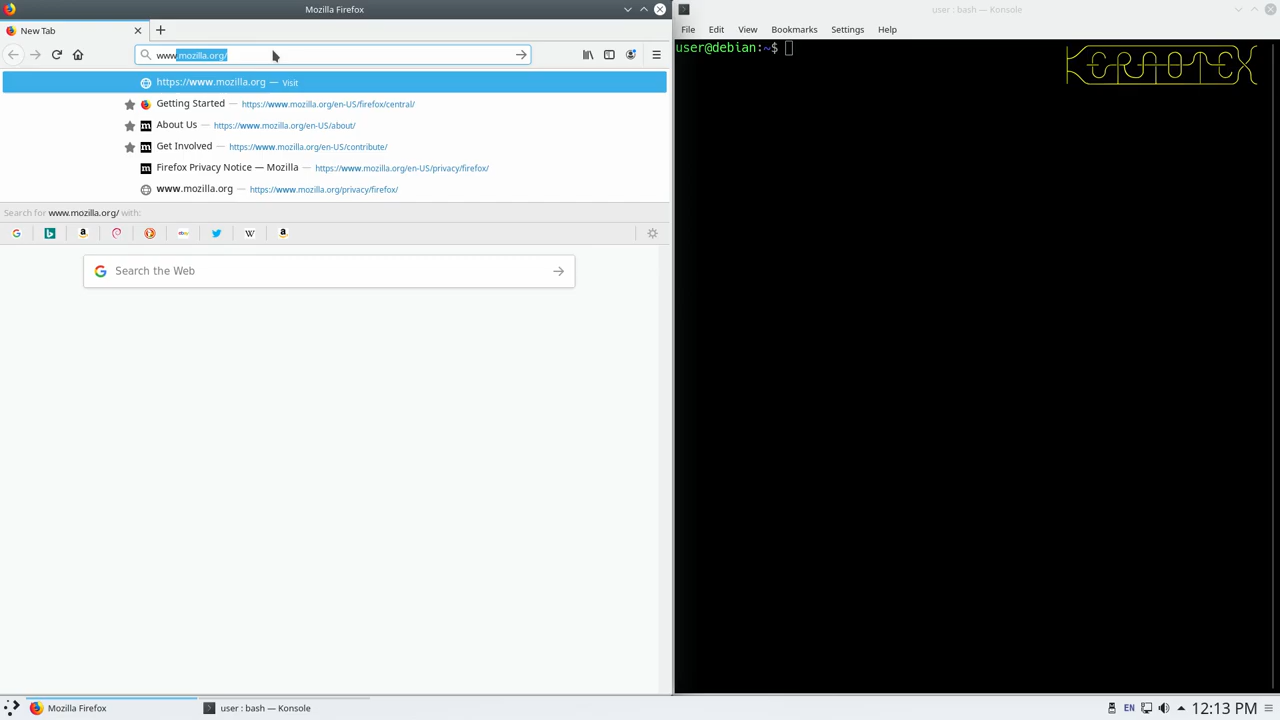 Mozilla Firefox
New Tab
www.mozilla.org/
https://www.mozilla.org — Visit
Getting Started — https://www.mozilla.org/en-US/firefox/central/
About Us — https://www.mozilla.org/en-US/about/
Get Involved — https://www.mozilla.org/en-US/contribute/
Firefox Privacy Notice — Mozilla — https://www.mozilla.org/en-US/privacy/firefox/
www.mozilla.org — https://www.mozilla.org/privacy/firefox/
Search for www.mozilla.org/ with:
Search the Web
user : bash — Konsole
File Edit View Bookmarks Settings Help
user@debian:~$
Mozilla Firefox
user : bash — Konsole
EN
12:13 PM